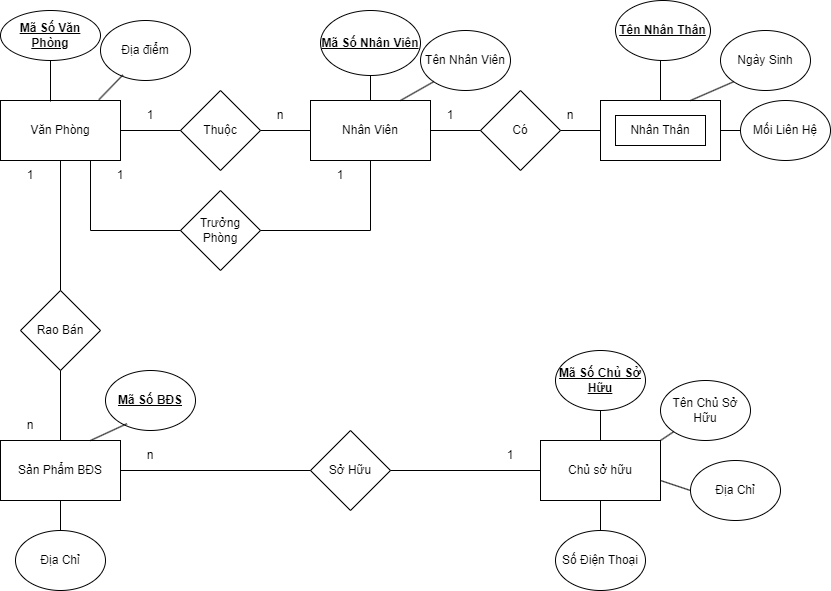 Mã Số Văn
Phòng
Địa điểm
Mã Số Nhân Viên
Tên Nhân Viên
Tên Nhân Thân
Ngày Sinh
Văn Phòng
1
Thuộc
n
Nhân Viên
1
Có
n
Nhân Thân
Mối Liên Hệ
1
1
1
Trưởng
Phòng
Rao Bán
n
Mã Số BĐS
Mã Số Chủ Sở
Hữu
Tên Chủ Sở
Hữu
Sản Phẩm BĐS
n
Sở Hữu
1
Chủ sở hữu
Địa Chỉ
Địa Chỉ
Số Điện Thoại